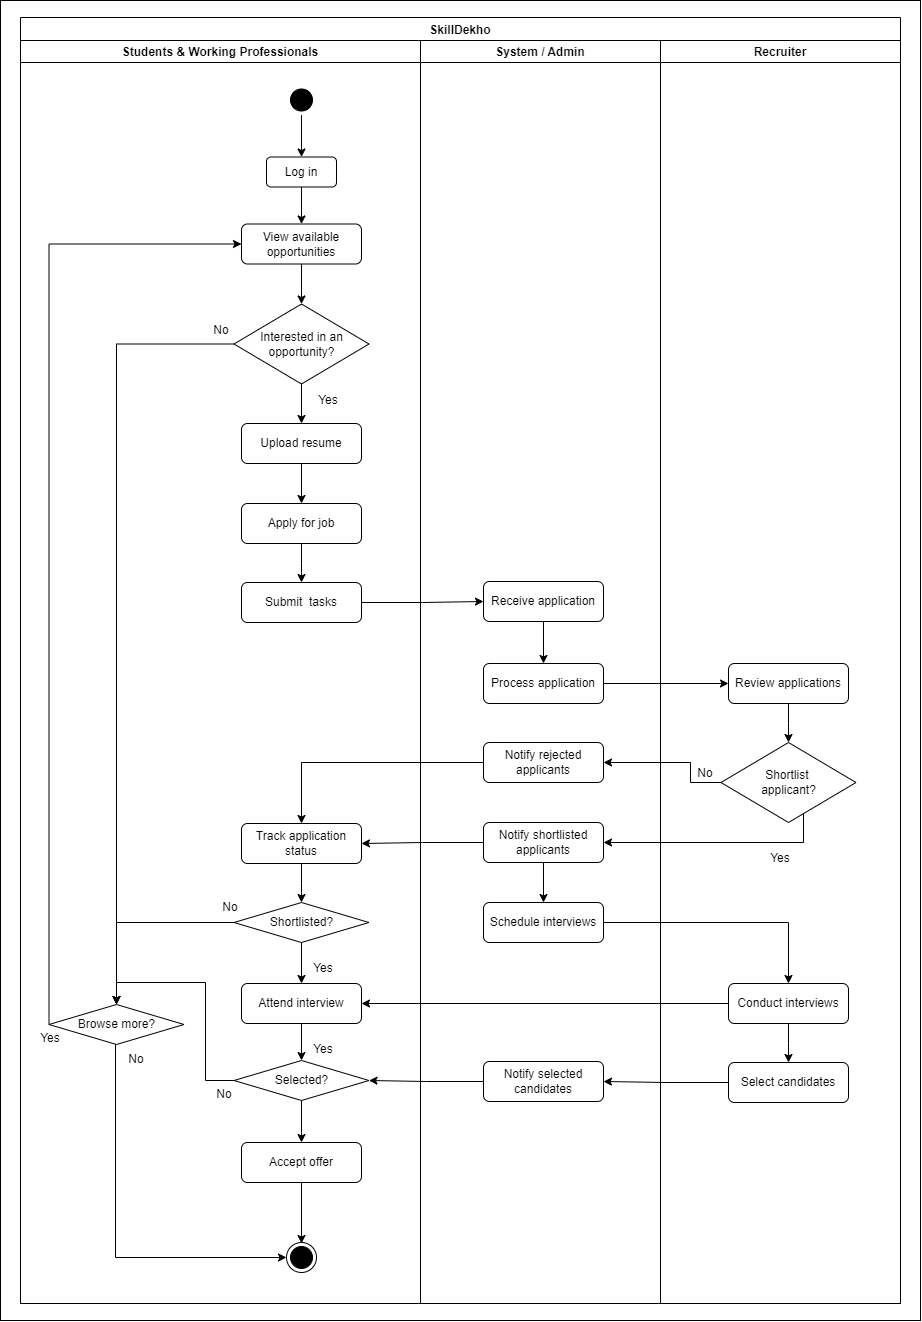 SkillDekho
Students & Working Professionals
System / Admin
Recruiter
Log in
View available
opportunities
No
Interested in an
opportunity?
Yes
Upload resume
Apply for job
Submit  tasks
Receive application
Process application
Review applications
Notify rejected
applicants
No
Shortlist
applicant?
Track application
status
Notify shortlisted
applicants
Yes
No
Shortlisted?
Schedule interviews
Yes
Attend interview
Conduct interviews
Browse more?
Yes
No
Yes
Selected?
No
Notify selected
candidates
Select candidates
Accept offer